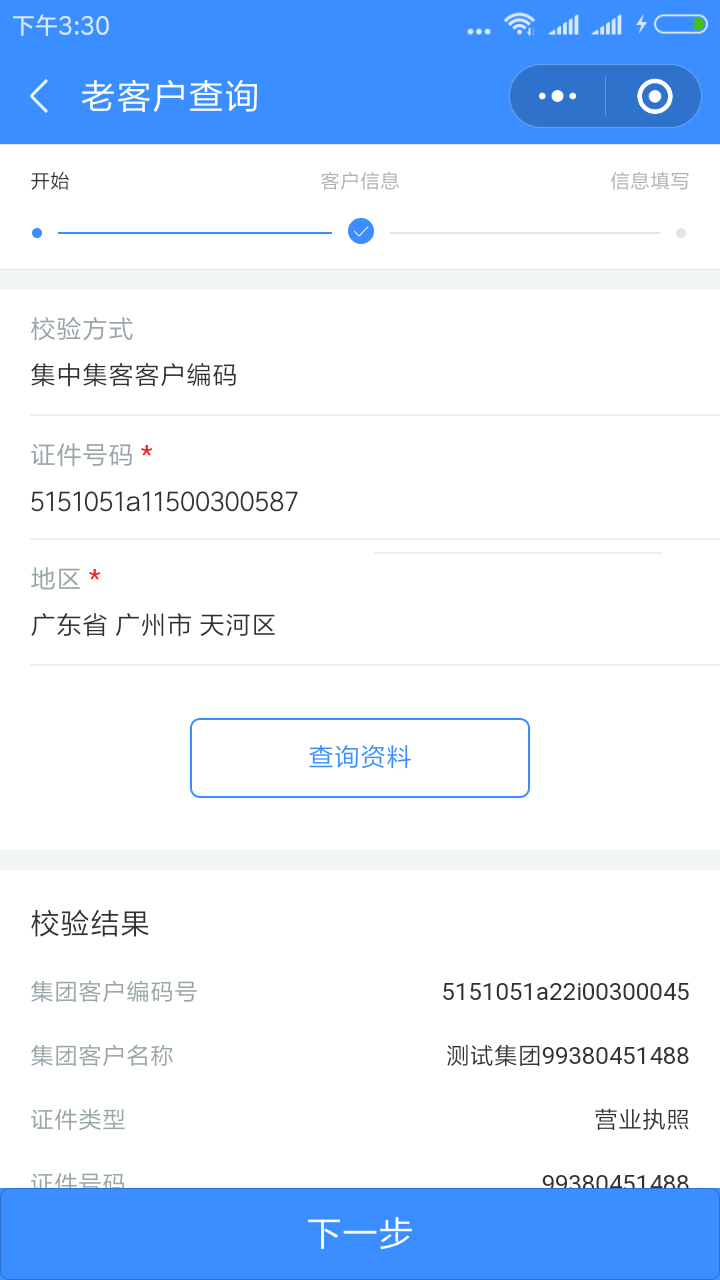 下午3:30
老客户查询
开始
客户信息
信息填写
校验方式
集中集客客户编码
证件号码 *
5151051a11500300587
地区 *
广东省 广州市 天河区
查询资料
校验结果
集团客户编码号 5151051a22i00300045
集团客户名称 测试集团99380451488
证件类型 营业执照
证件号码 99380451488
下一步